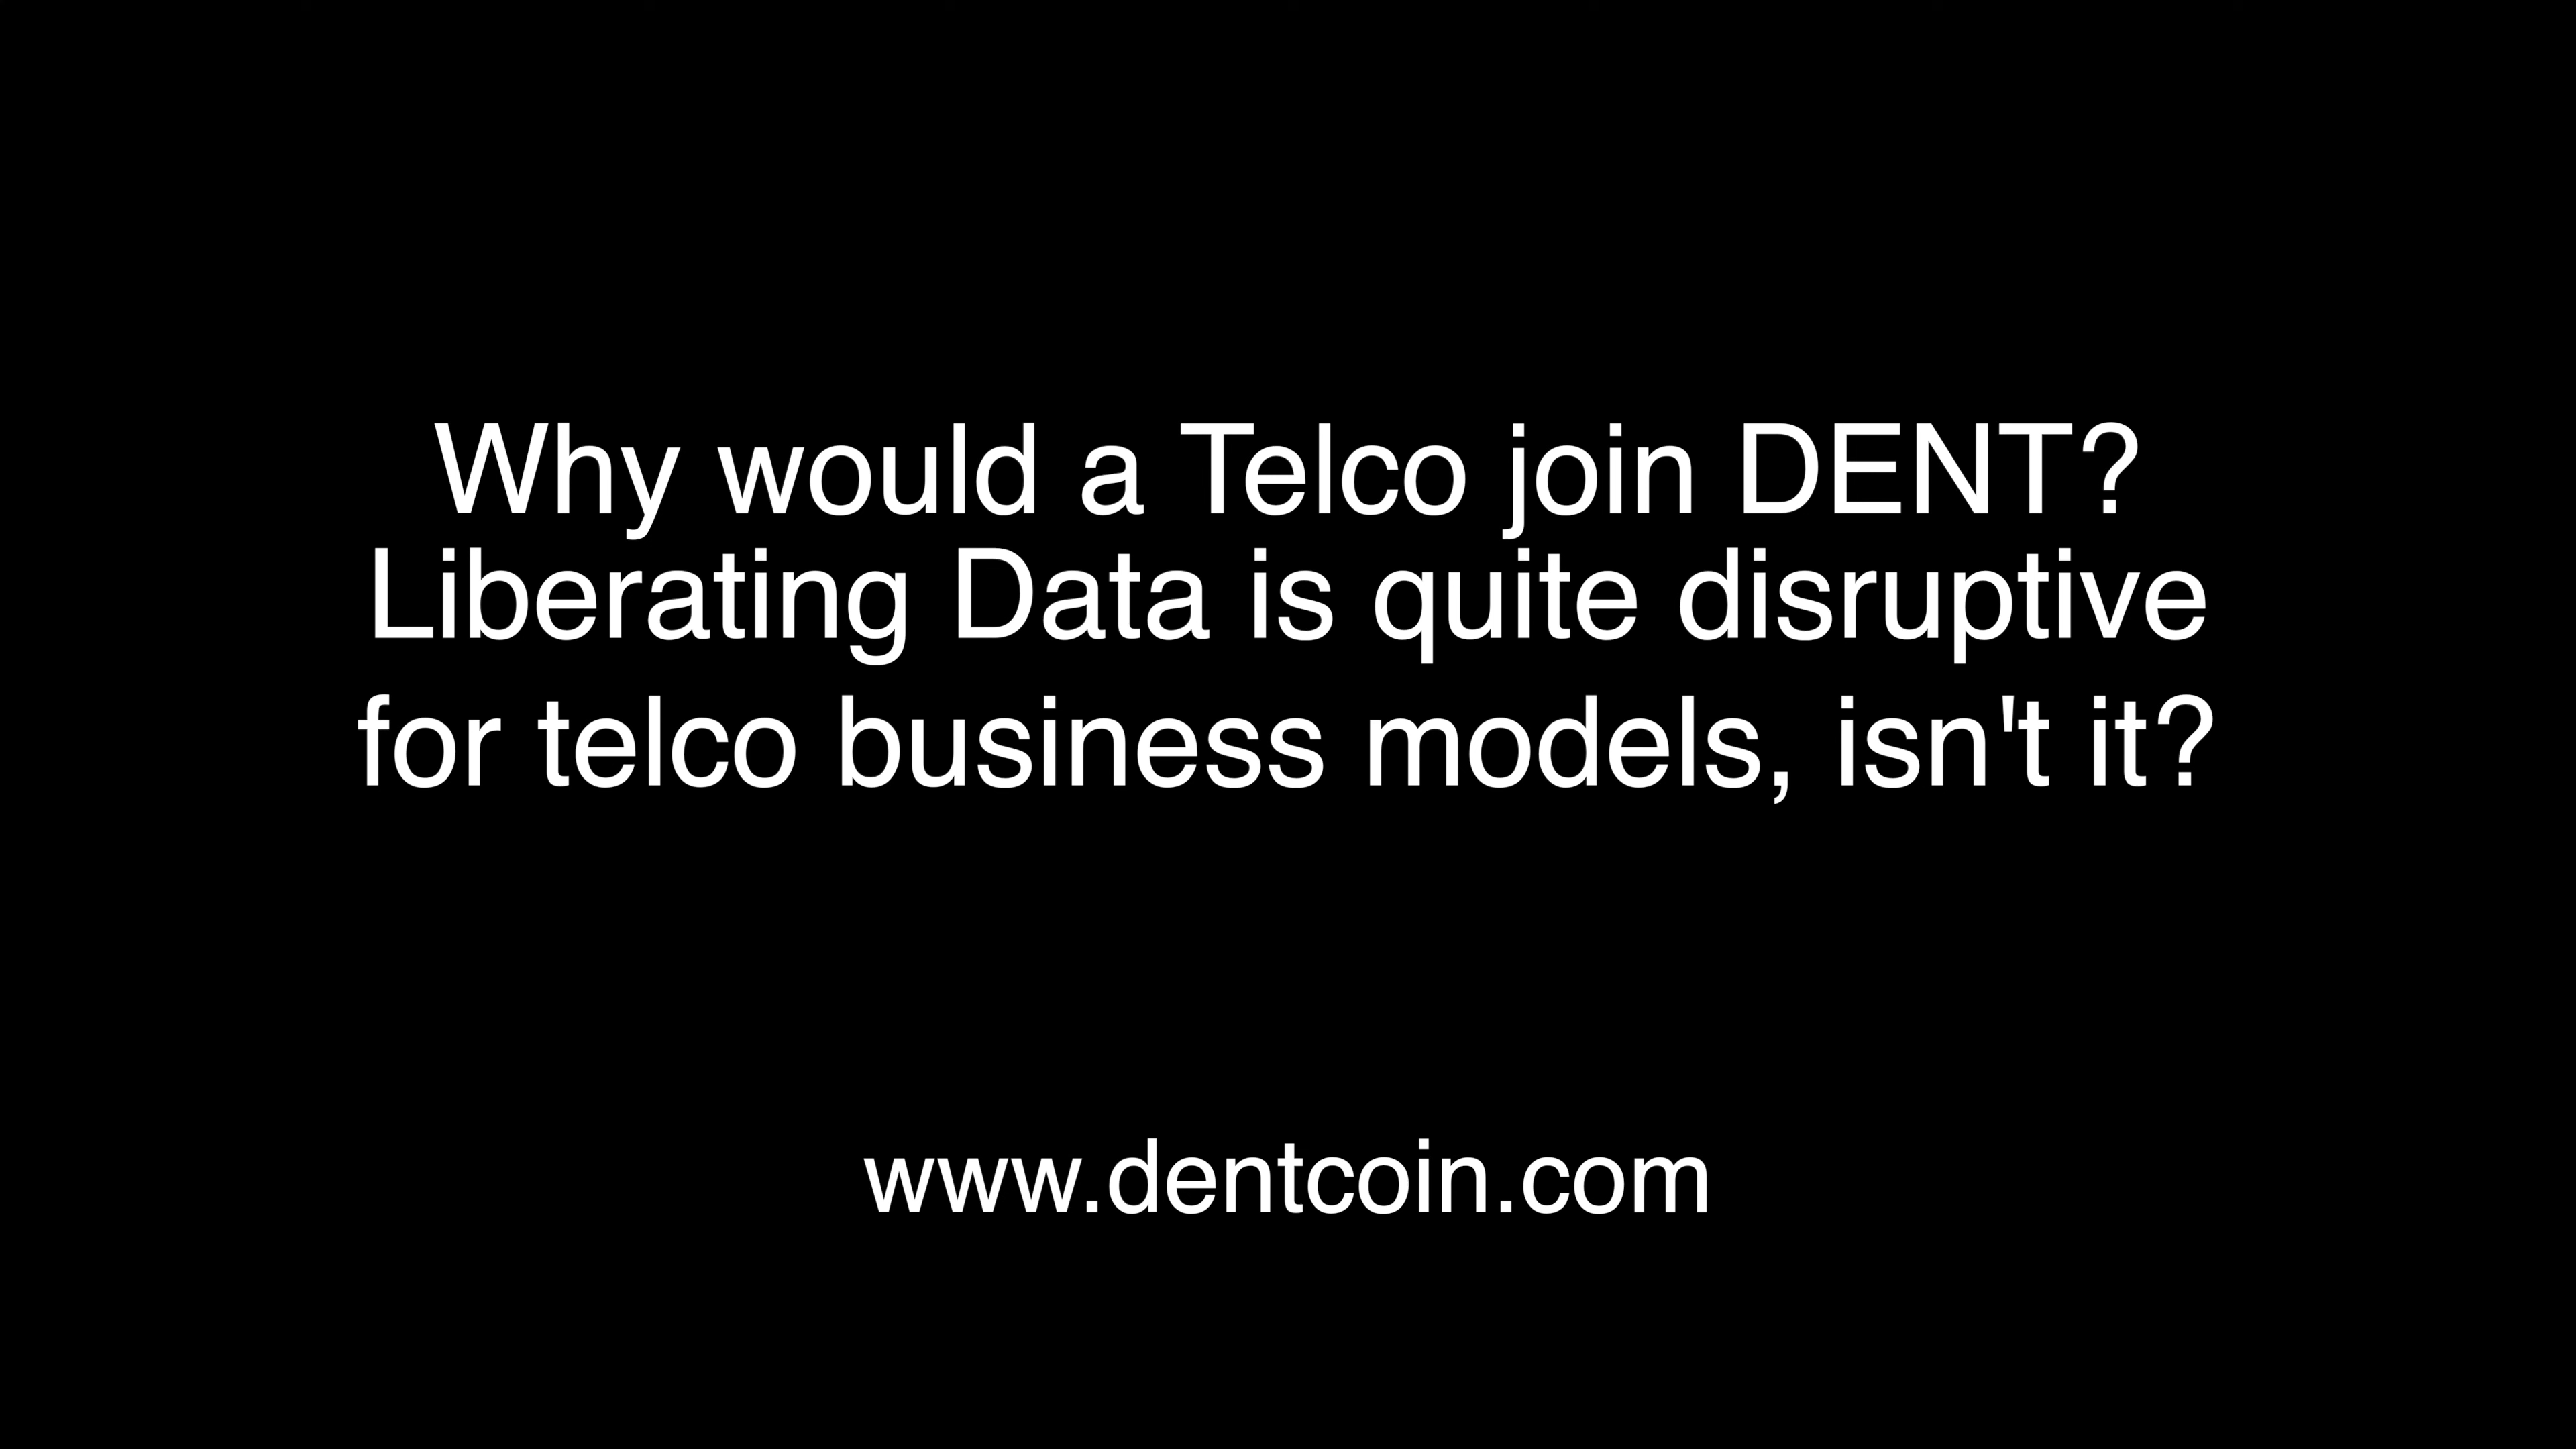 Why would a Telco join DENT?
Liberating Data is quite disruptive
for telco business models, isn't it?
www.dentcoin.com